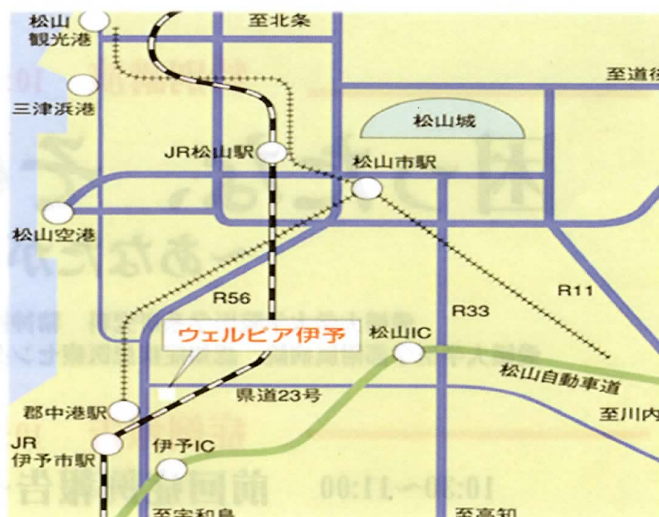 松山
観光港
至北条
三津浜港
至道後
松山城
JR松山駅
松山市駅
松山空港
R56
R33
R11
ウェルピア伊予
松山IC
松山自動車道
県道23号
郡中港駅
至川内
JR
伊予市駅
伊予IC
10:30~11:00 前回症例報告
至宇和島
至高知